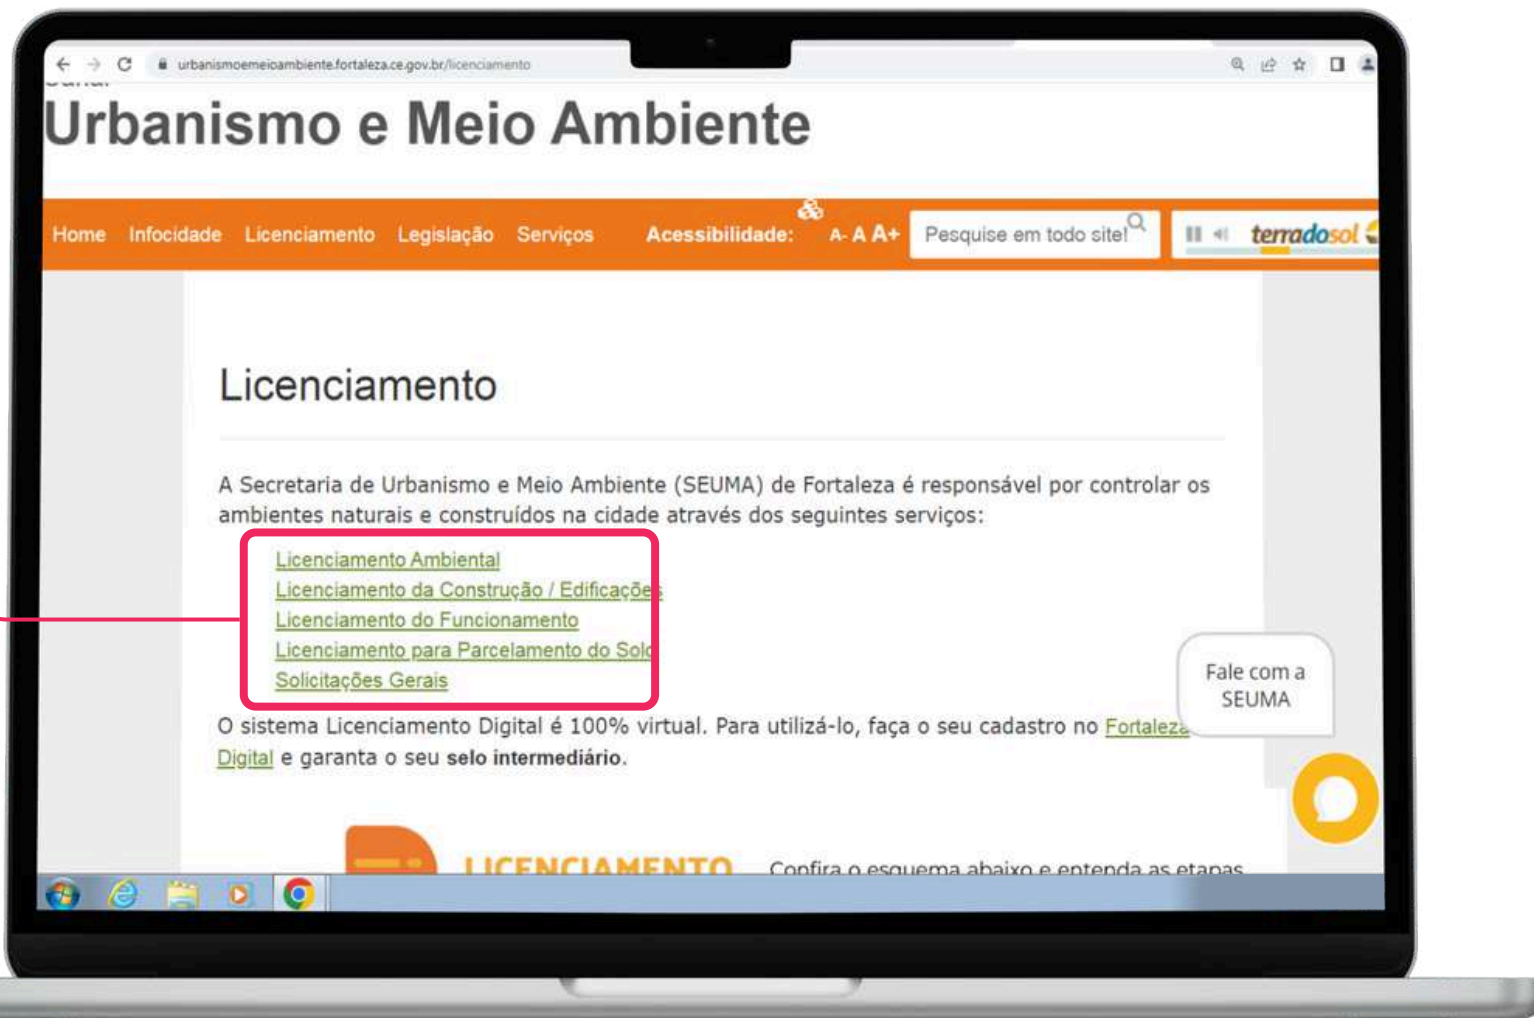 urbanismoemeioambiente.fortaleza.ce.gov.br/licenciamento
Urbanismo e Meio Ambiente
Home Infocidade Licenciamento Legislação Serviços Acessibilidade: A- A A+ Pesquise em todo site! terradosol
Licenciamento
A Secretaria de Urbanismo e Meio Ambiente (SEUMA) de Fortaleza é responsável por controlar os
ambientes naturais e construídos na cidade através dos seguintes serviços:
Licenciamento Ambiental
Licenciamento da Construção / Edificações
Licenciamento do Funcionamento
Licenciamento para Parcelamento do Solo
Solicitações Gerais
Fale com a
SEUMA
O sistema Licenciamento Digital é 100% virtual. Para utilizá-lo, faça o seu cadastro no Fortaleza
Digital e garanta o seu selo intermediário.
LICENCIAMENTO
Confira o esquema abaixo e entenda as etapas